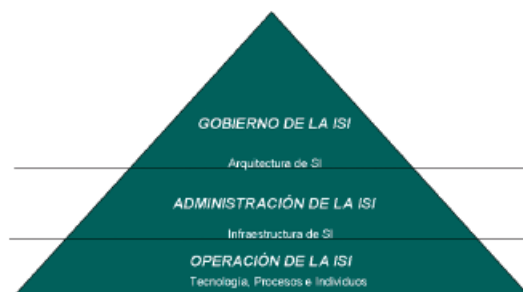 GOBIERNO DE LA ISI
Arquitectura de SI
ADMINISTRACIÓN DE LA ISI
Infraestructura de SI
OPERACIÓN DE LA ISI
Tecnología, Procesos e Individuos